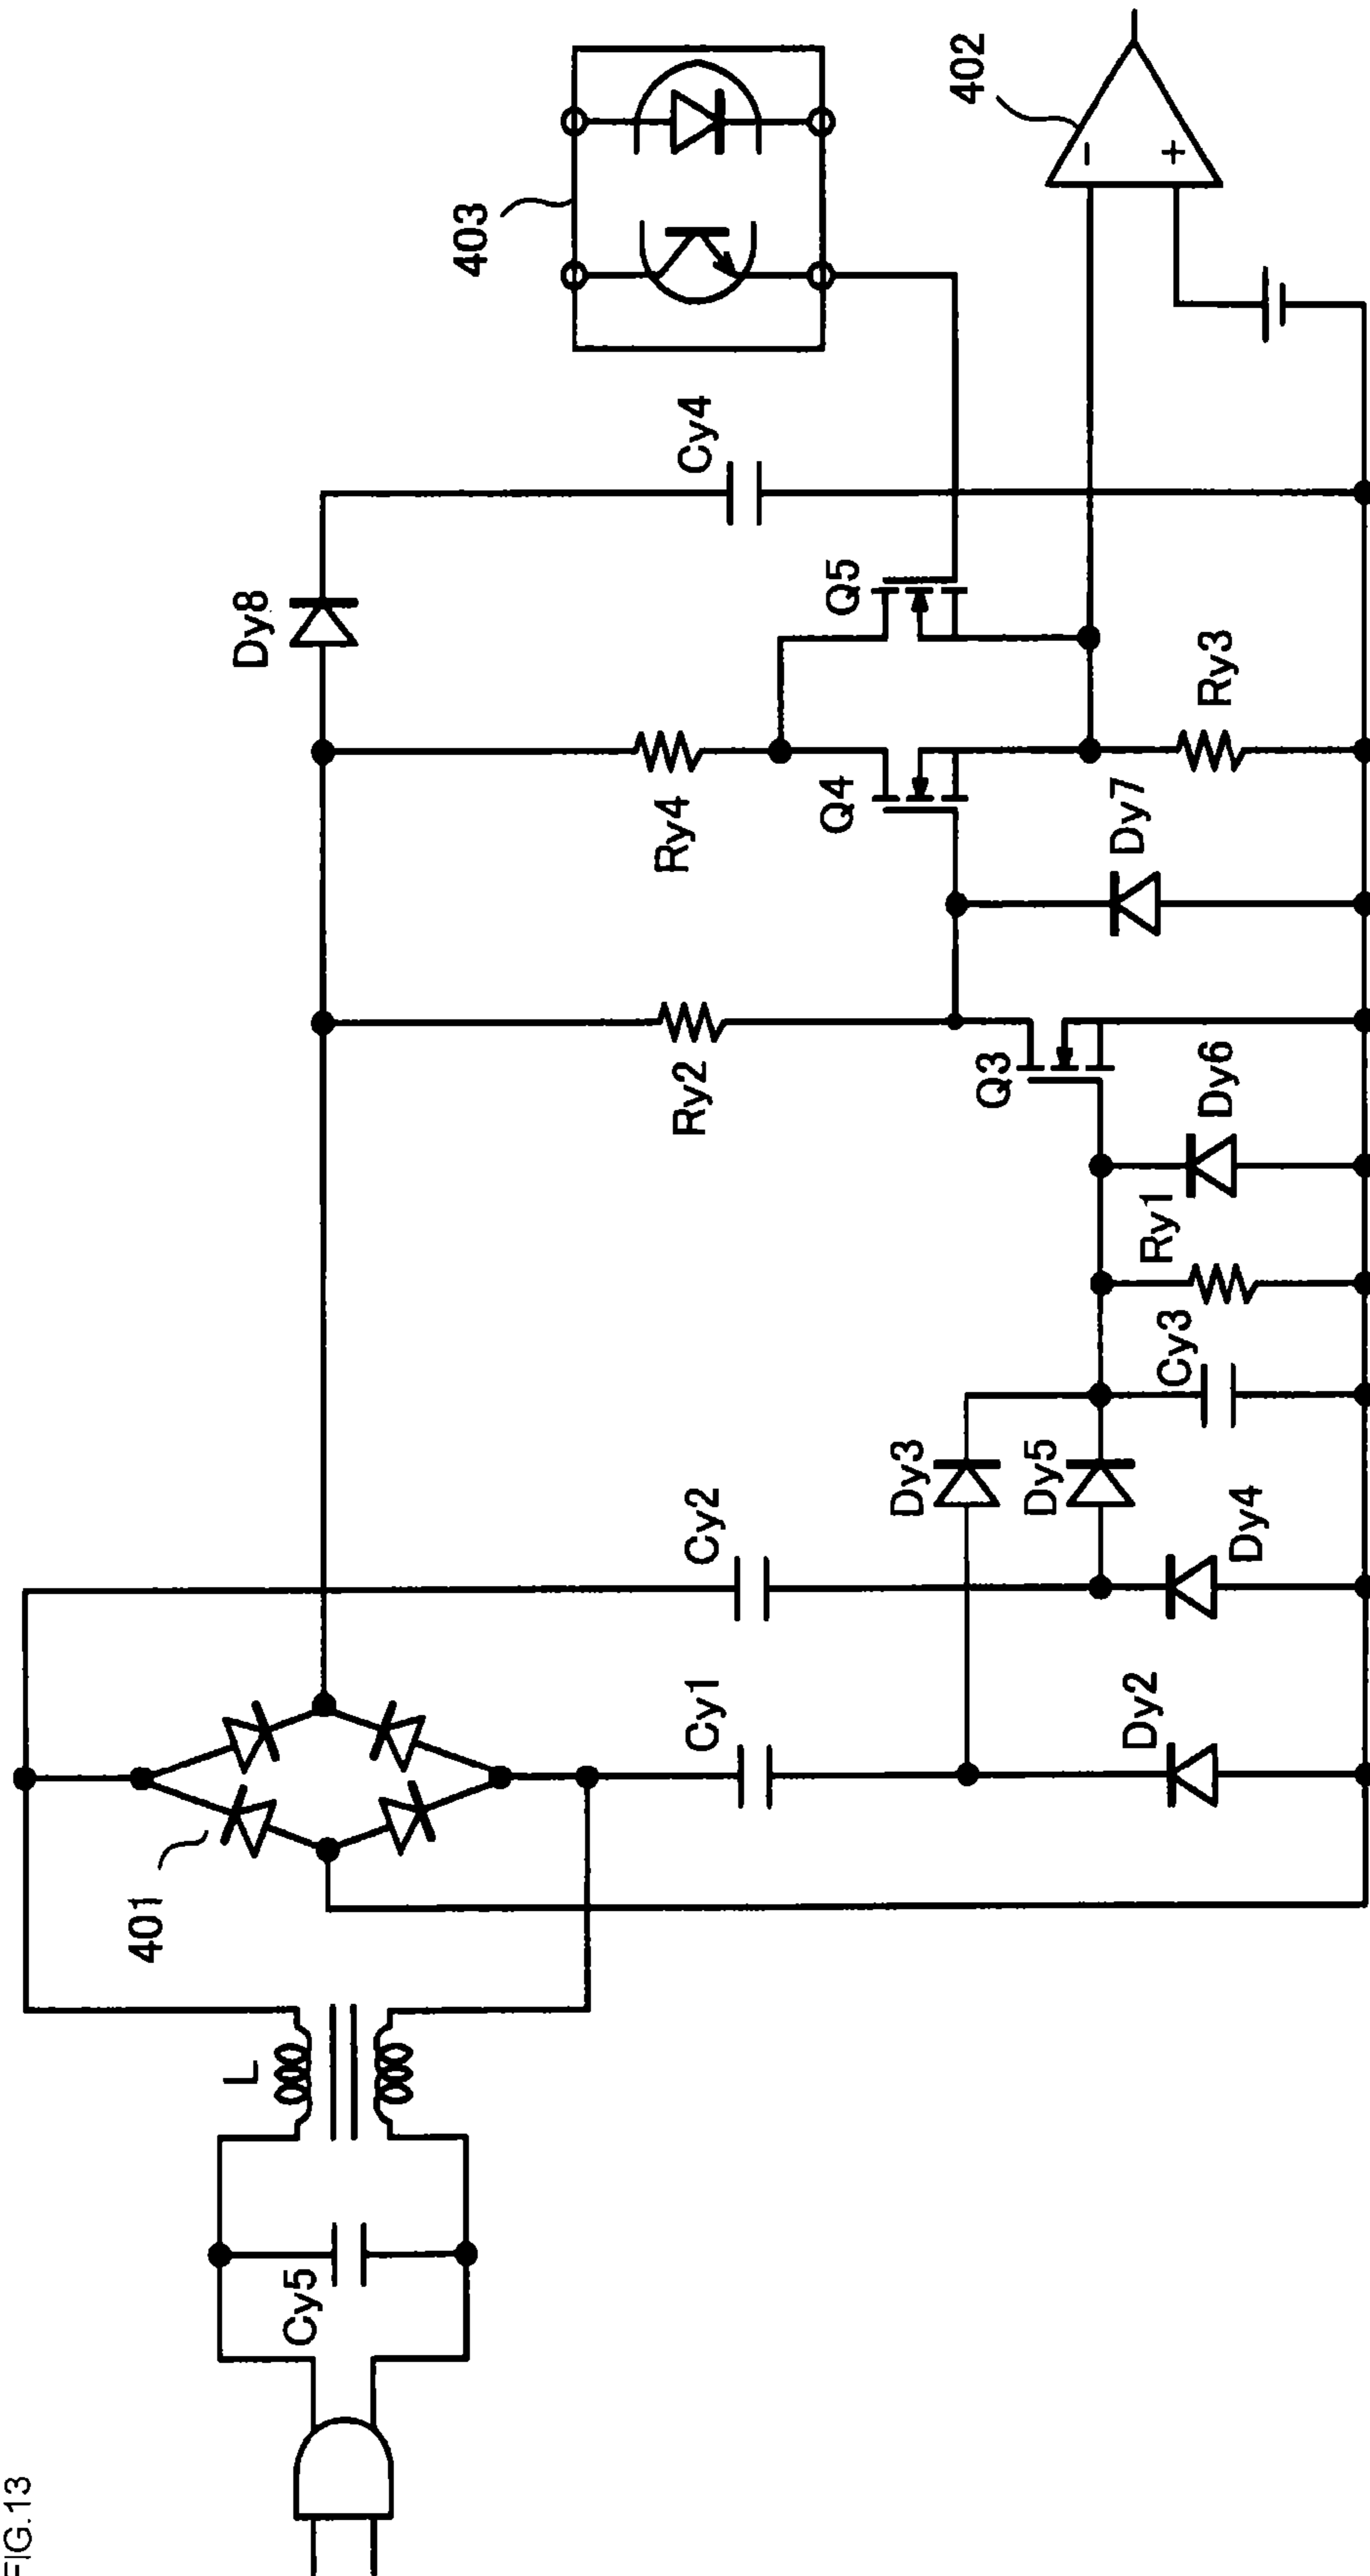 FIG.13
Cy5
L
401
Cy1
Cy2
Dy2
Dy4
Dy3
Dy5
Cy3
Ry1
Dy6
Q3
Ry2
Dy7
Q4
Ry4
Ry3
Q5
Dy8
Cy4
403
402
-
+